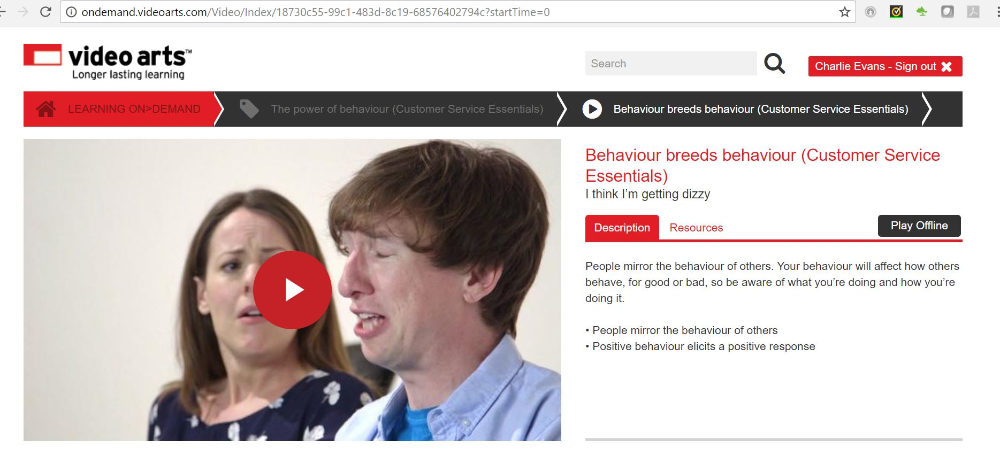 ondemand.videoarts.com/Video/Index/18730c55-99c1-483d-8c19-68576402794c?startTime=0
video arts™
Longer lasting learning
Search
Charlie Evans - Sign out
LEARNING ON>DEMAND
The power of behaviour (Customer Service Essentials)
Behaviour breeds behaviour (Customer Service Essentials)
Behaviour breeds behaviour (Customer Service
Essentials)
I think I’m getting dizzy
Description
Resources
Play Offline
People mirror the behaviour of others. Your behaviour will affect how others
behave, for good or bad, so be aware of what you’re doing and how you’re
doing it.
• People mirror the behaviour of others
• Positive behaviour elicits a positive response